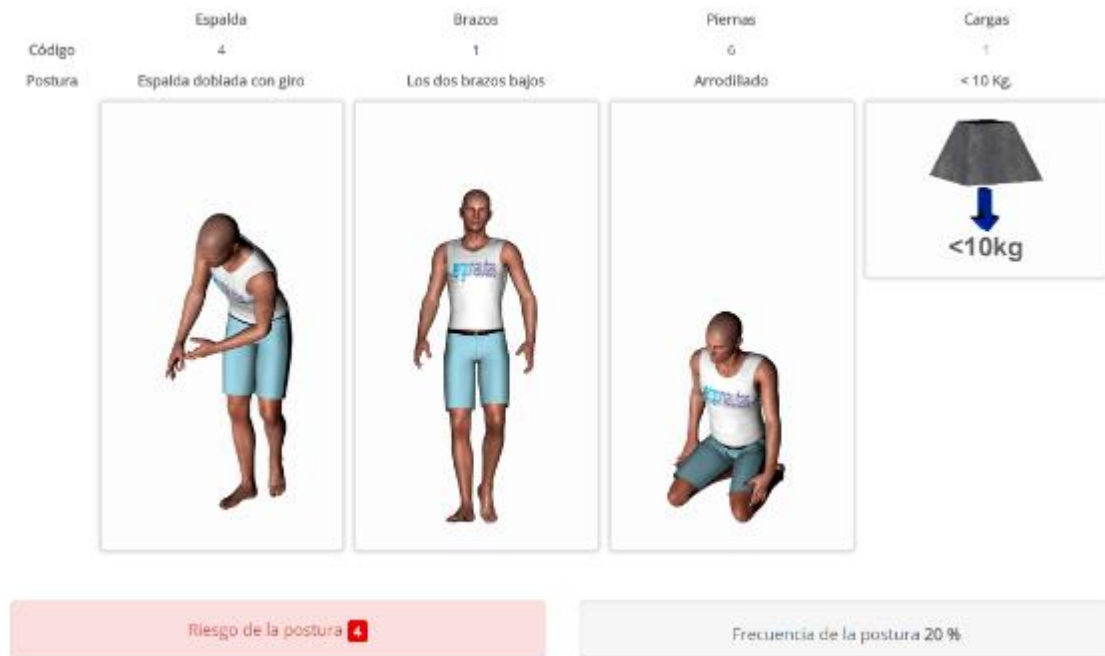 Espalda Brazos Piernas Cargas
Código 4 1 6 1
Postura Espalda doblada con giro Los dos brazos bajos Arrodillado < 10 Kg.
<10kg
Riesgo de la postura 4
Frecuencia de la postura 20 %